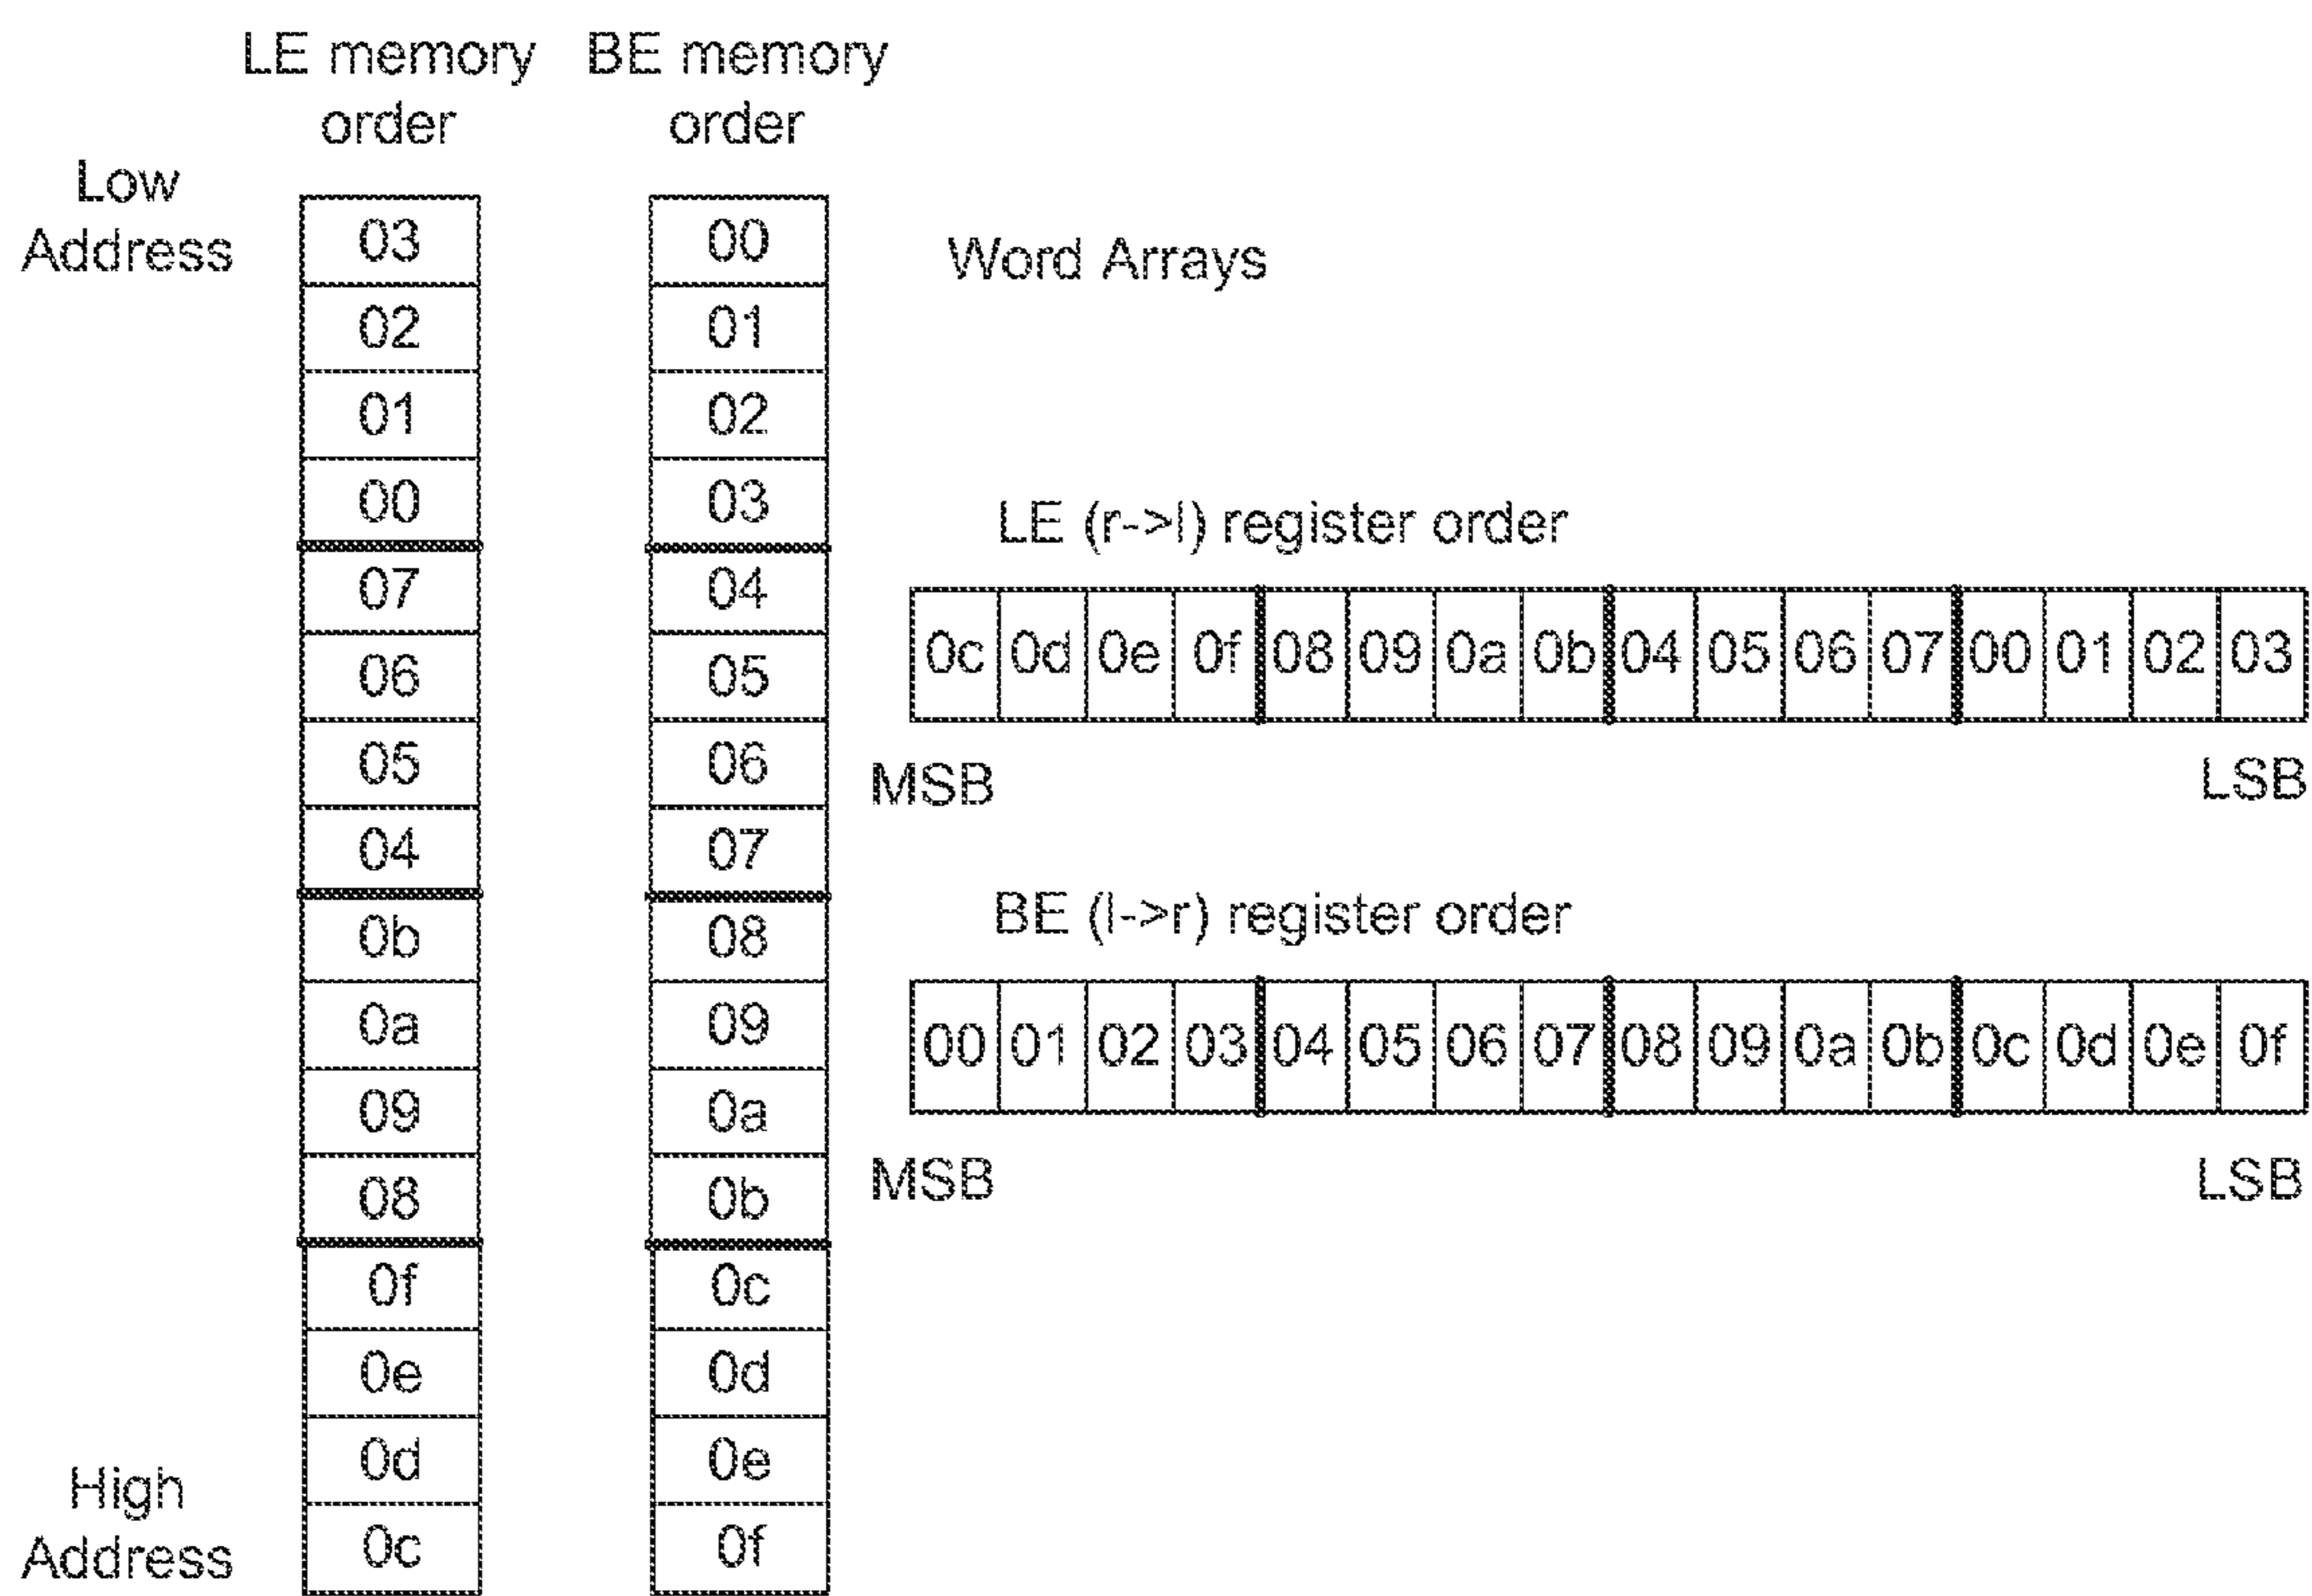 LE memory order
BE memory order
Low Address
High Address
03
02
01
00
07
06
05
04
0b
0a
09
08
0f
0e
0d
0c
00
01
02
03
04
05
06
07
08
09
0a
0b
0c
0d
0e
0f
Word Arrays
LE (r->l) register order
0c 0d 0e 0f 08 09 0a 0b 04 05 06 07 00 01 02 03
MSB LSB
BE (l->r) register order
00 01 02 03 04 05 06 07 08 09 0a 0b 0c 0d 0e 0f
MSB LSB